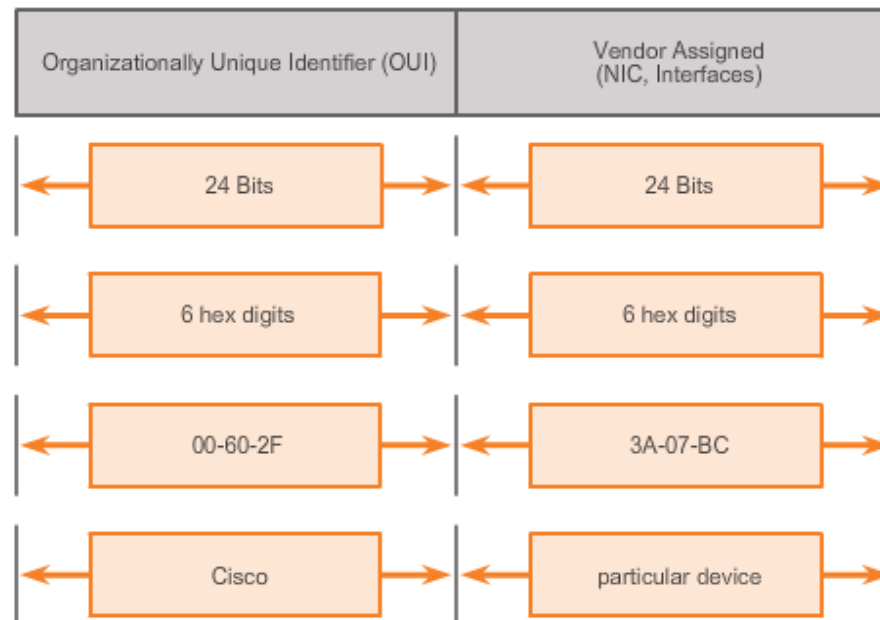 Organizationally Unique Identifier (OUI)
Vendor Assigned
(NIC, Interfaces)
24 Bits
24 Bits
6 hex digits
6 hex digits
00-60-2F
3A-07-BC
Cisco
particular device